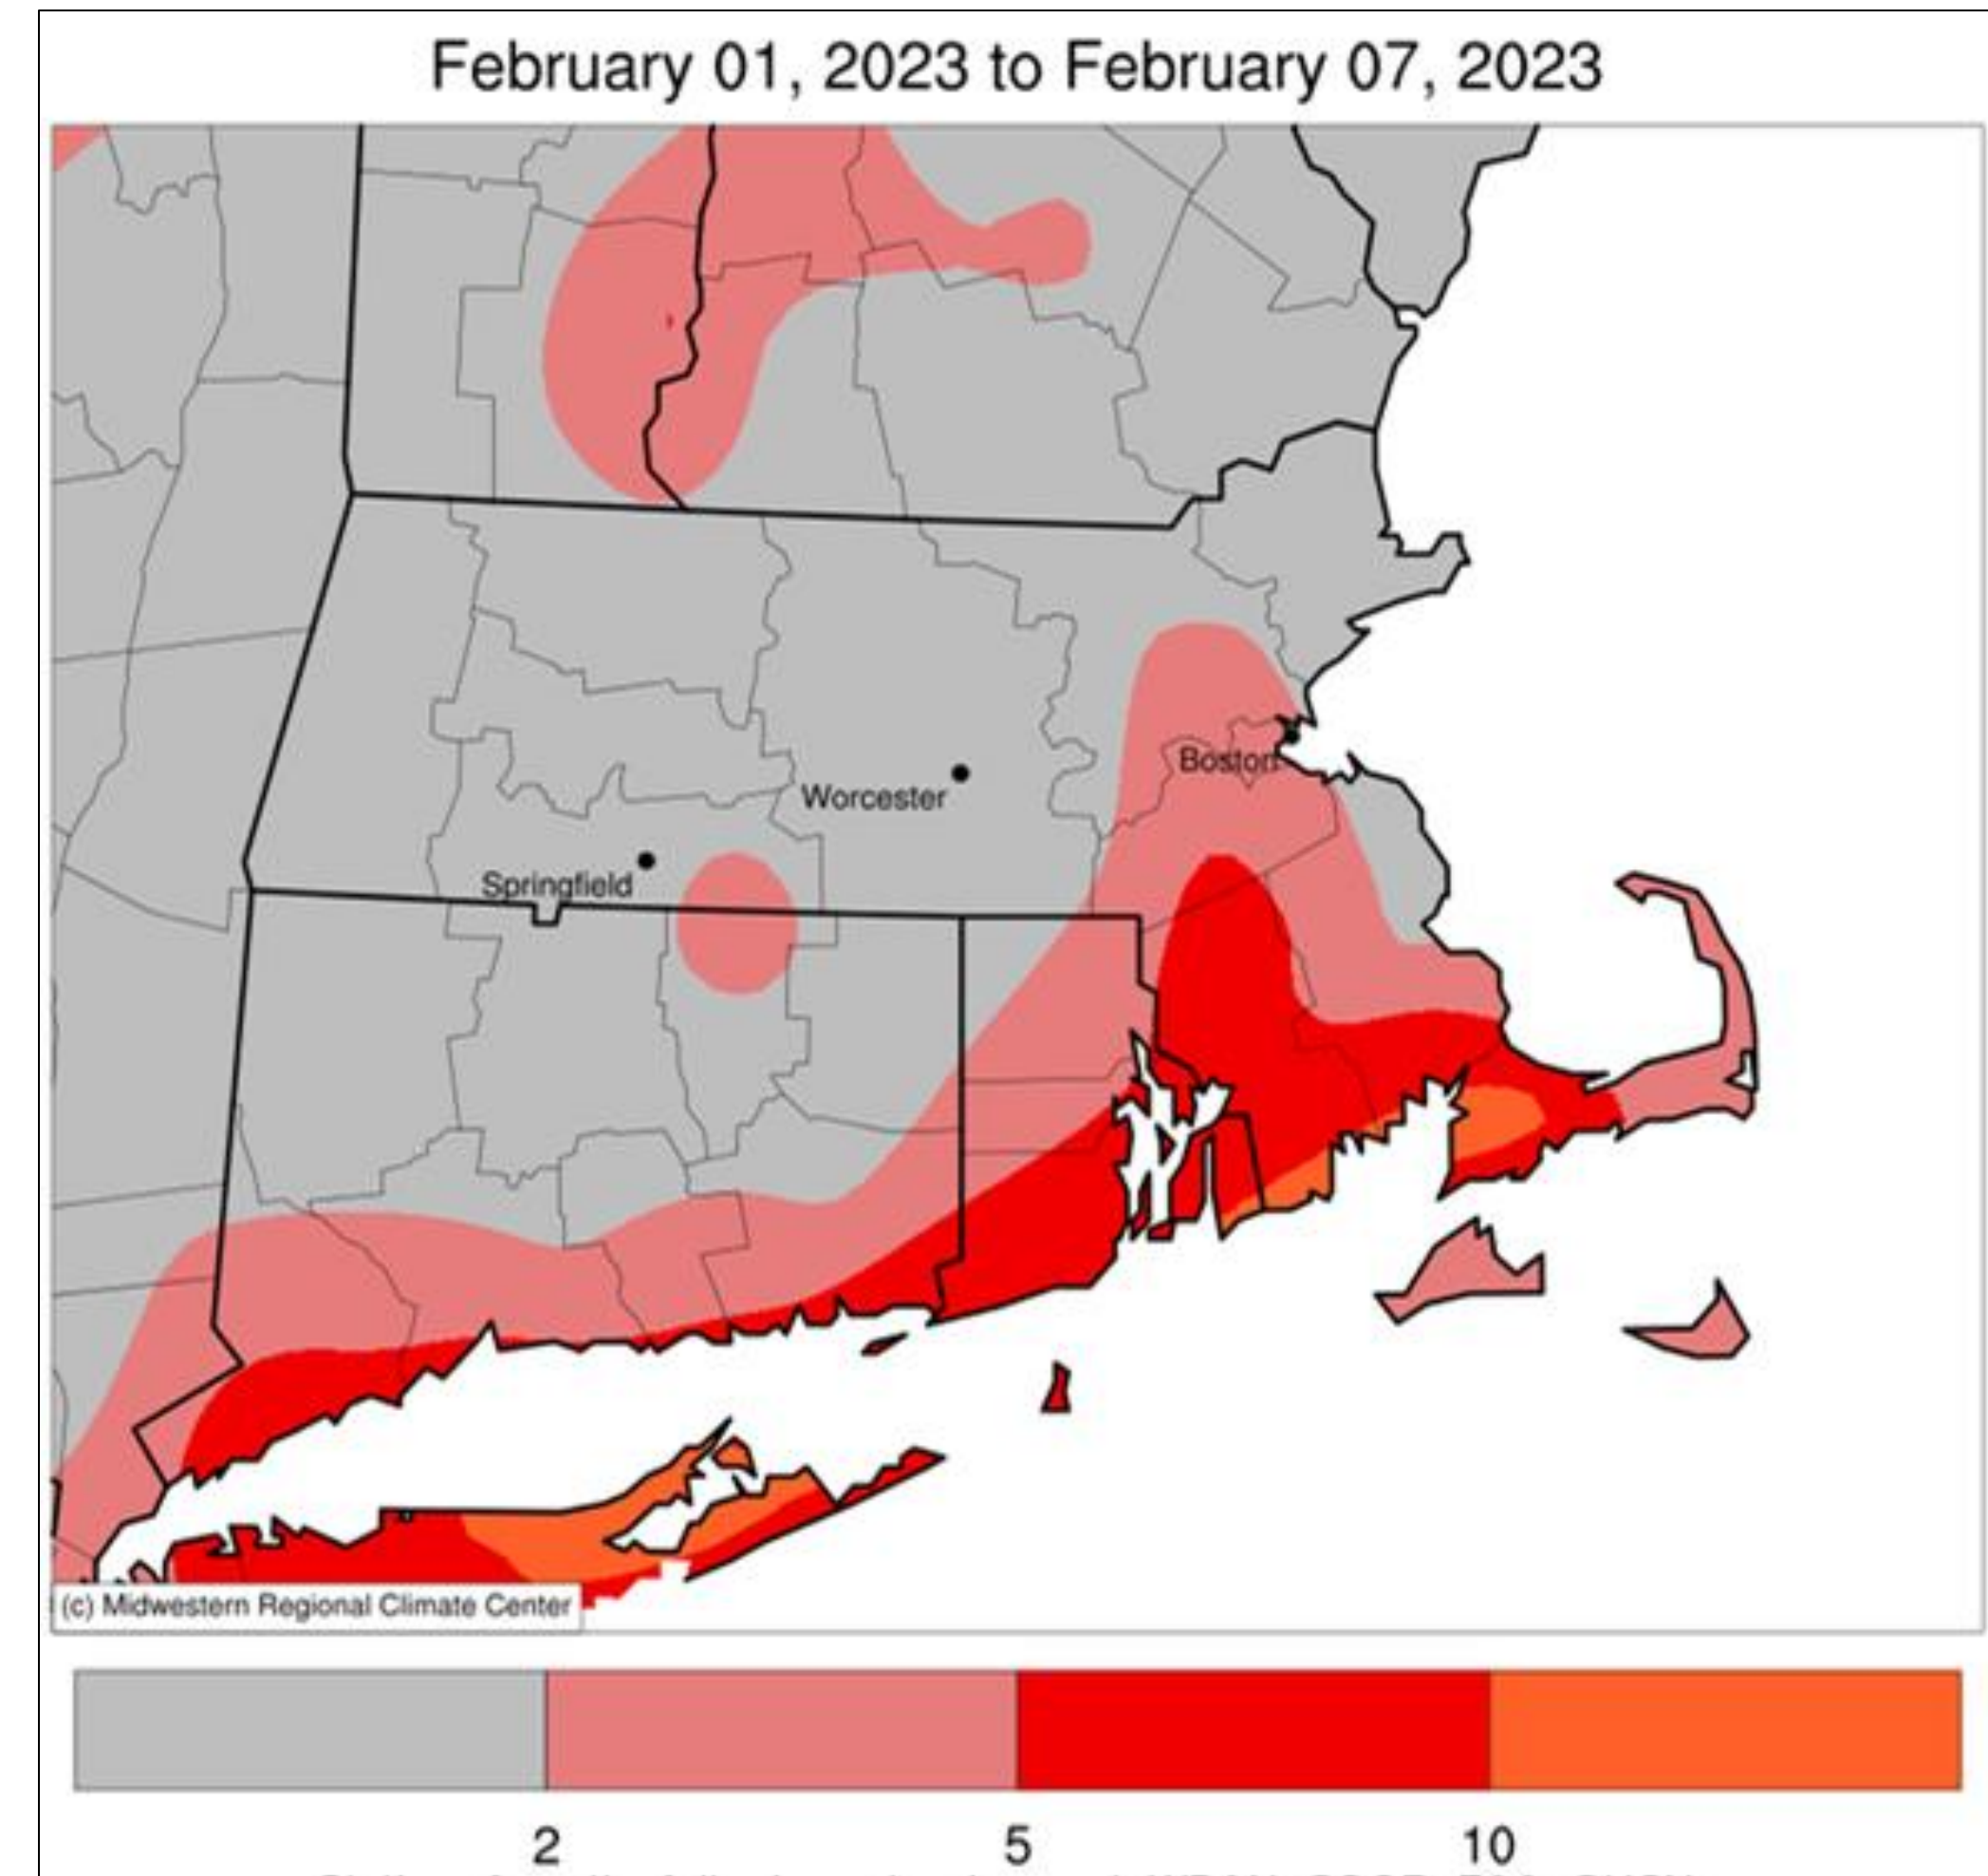 February 01, 2023 to February 07, 2023
Boston
Worcester
Springfield
(c) Midwestern Regional Climate Center
2 5 10